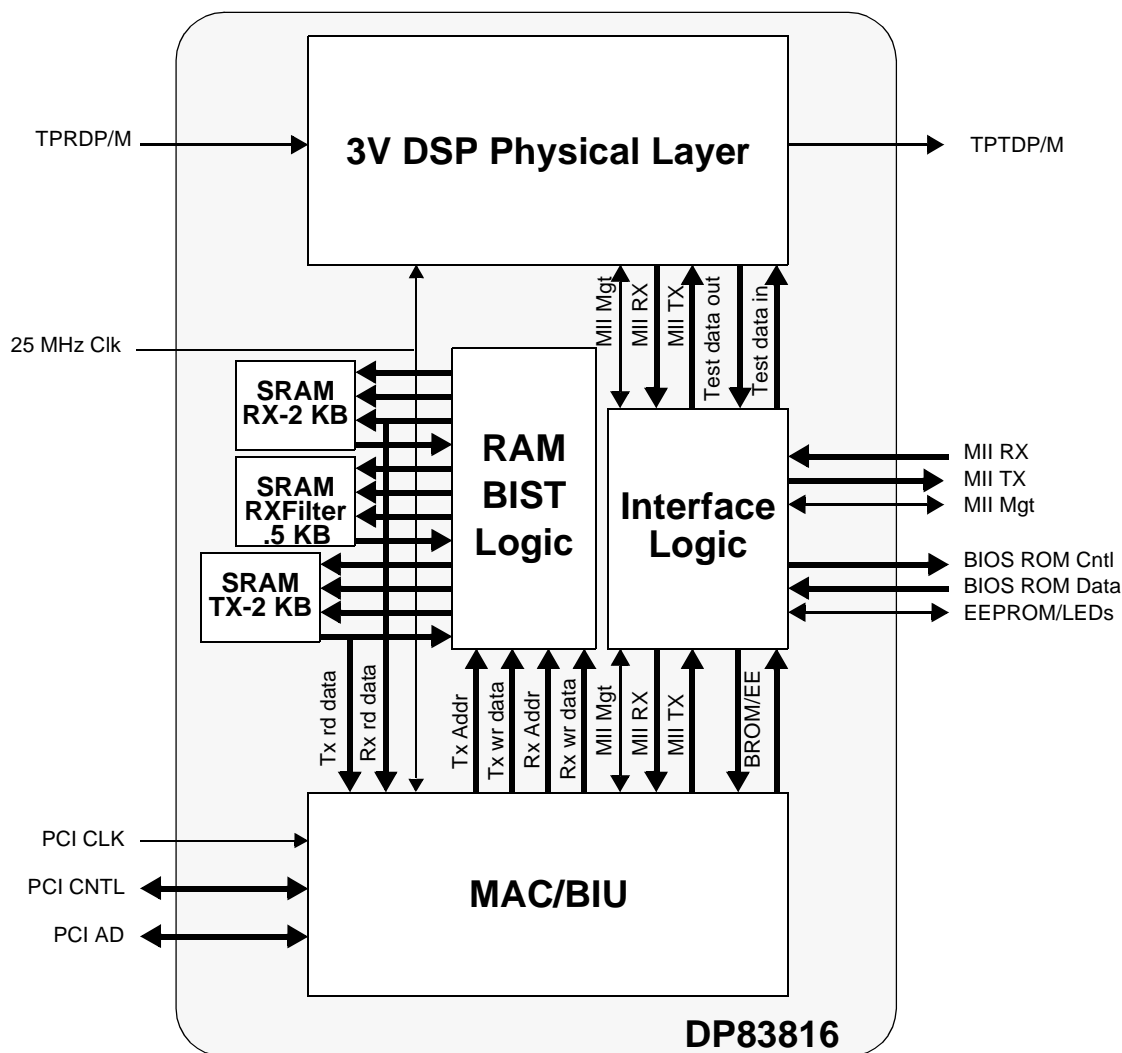 3V DSP Physical Layer
TPRDP/M
TPTDP/M
MII Mgt
MII RX
MII TX
Test data out
Test data in
25 MHz Clk
SRAM
RX-2 KB
SRAM
RXFilter
.5 KB
SRAM
TX-2 KB
RAM
BIST
Logic
Interface
Logic
MII RX
MII TX
MII Mgt
BIOS ROM Cntl
BIOS ROM Data
EEPROM/LEDs
Tx rd data
Rx rd data
Tx Addr
Tx wr data
Rx Addr
Rx wr data
MII Mgt
MII RX
MII TX
BROM/EE
PCI CLK
PCI CNTL
PCI AD
MAC/BIU
DP83816